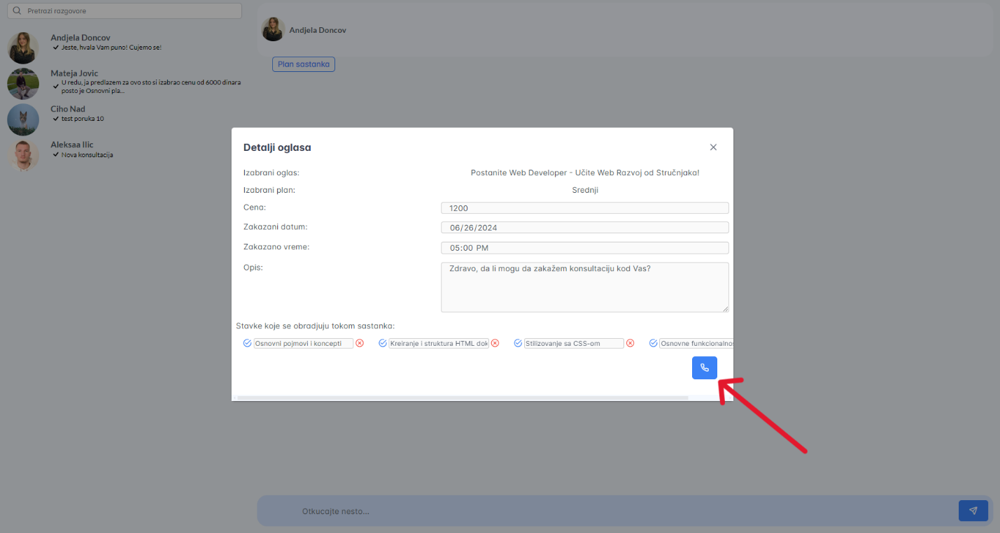 Pretrazi razgovore
Andjela Doncov
Jeste, hvala Vam puno! Cujemo se!
Mateja Jovic
U redu, ja predlazem za ovo sto si izabrao cenu od 6000 dinara
posto je Osnovni pla...
Ciho Nad
test poruka 10
Aleksaa Ilic
Nova konsultacija
Andjela Doncov
Plan sastanka
Detalji oglasa
Izabrani oglas: Postanite Web Developer - Učite Web Razvoj od Stručnjaka!
Izabrani plan: Srednji
Cena: 1200
Zakazani datum: 06/26/2024
Zakazano vreme: 05:00 PM
Opis: Zdravo, da li mogu da zakažem konsultaciju kod Vas?
Stavke koje se obradjuju tokom sastanka:
Osnovni pojmovi i koncepti Kreiranje i struktura HTML dok Stilizovanje sa CSS-om Osnovne funkcionalnos
Otkucajte nesto...